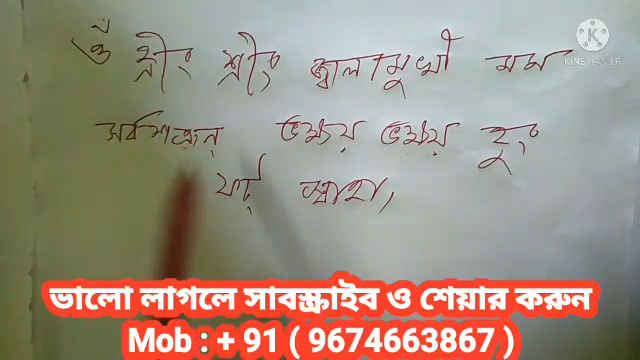 ওঁ হ্রীং শ্রীং জ্বালামুখী মম
সর্বশত্রুন্ ভক্ষয় ভক্ষয় হুং
ফট্ স্বাহা,
KINEMASTER
ভালো লাগলে সাবস্ক্রাইব ও শেয়ার করুন
Mob : + 91 ( 9674663867 )